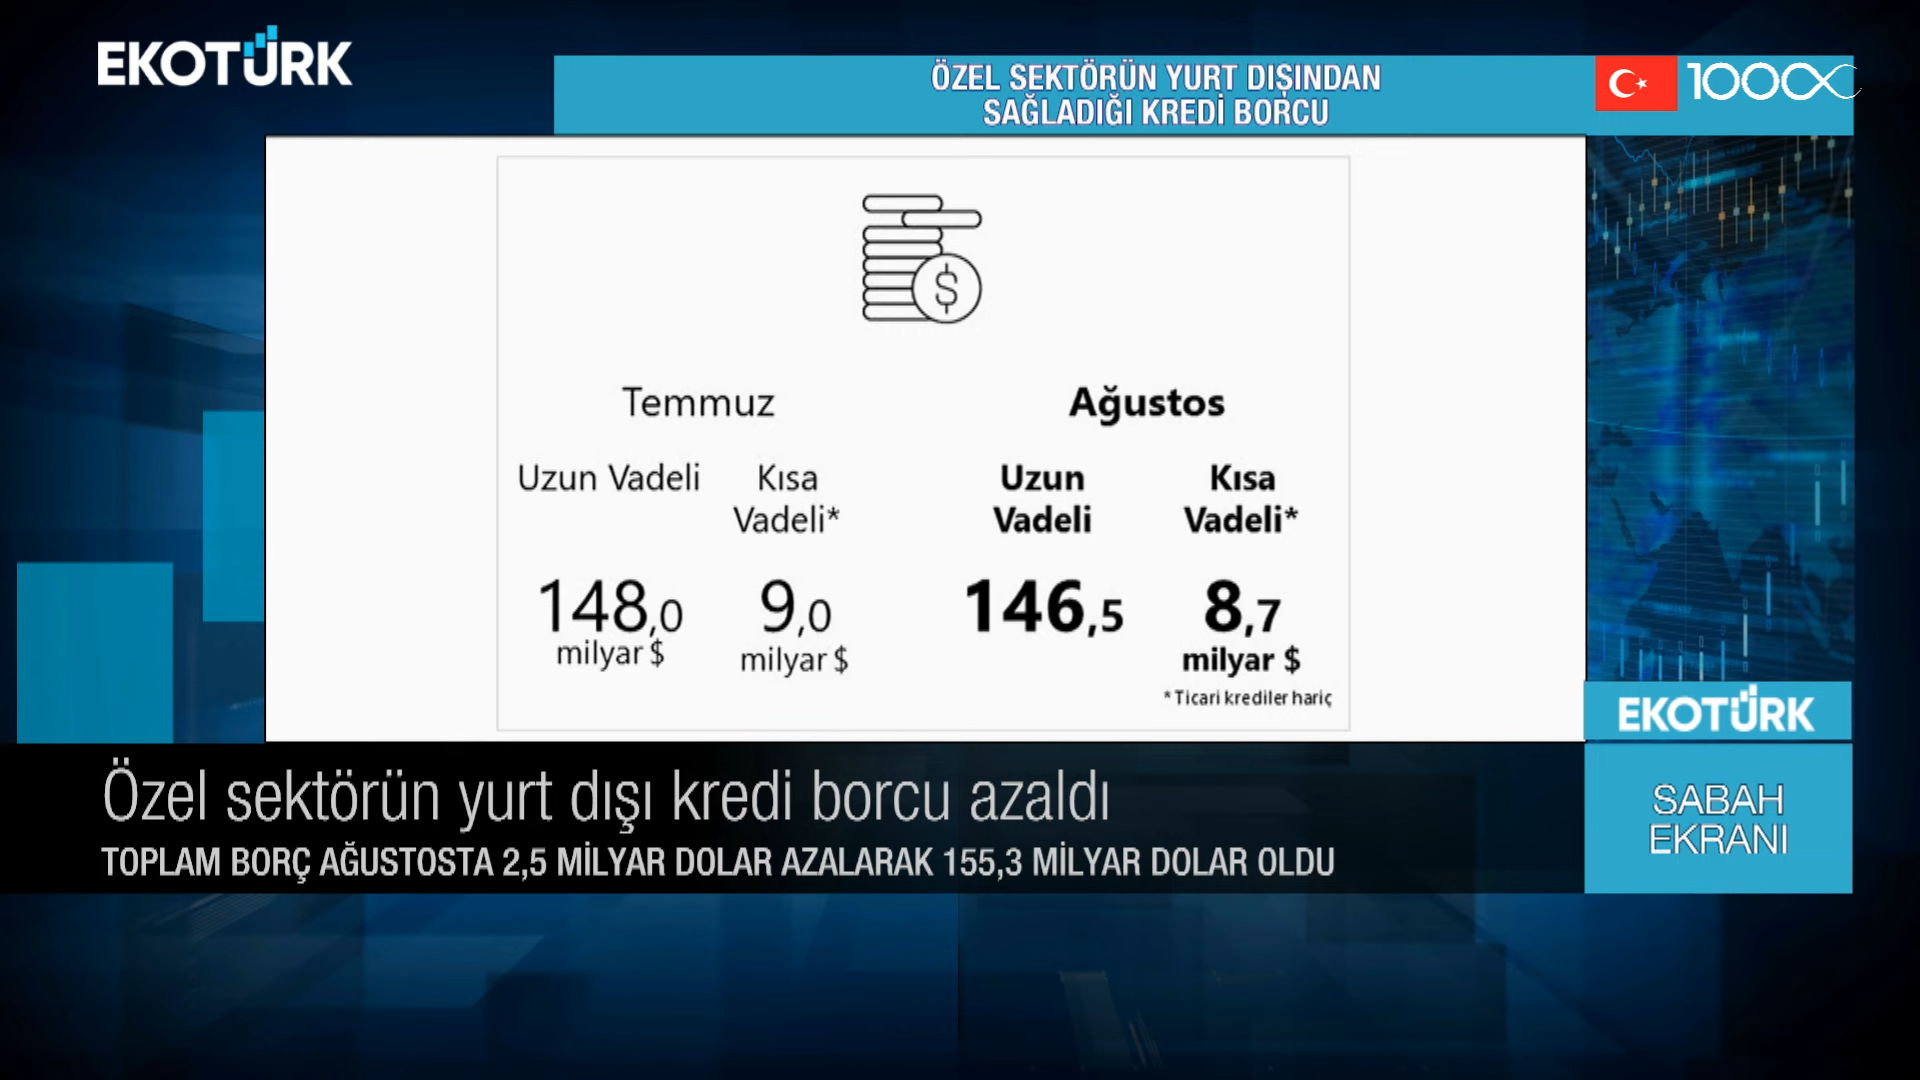 EKOTÜRK
ÖZEL SEKTÖRÜN YURT DIŞINDAN
SAĞLADIĞI KREDİ BORCU
100
$
Temmuz
Ağustos
Uzun Vadeli
Kısa
Vadeli*
Uzun
Vadeli
Kısa
Vadeli*
148,0
milyar $
9,0
milyar $
146,5
8,7
milyar $
*Ticari krediler hariç
EKOTÜRK
Özel sektörün yurt dışı kredi borcu azaldı
TOPLAM BORÇ AĞUSTOSTA 2,5 MİLYAR DOLAR AZALARAK 155,3 MİLYAR DOLAR OLDU
SABAH
EKRANI